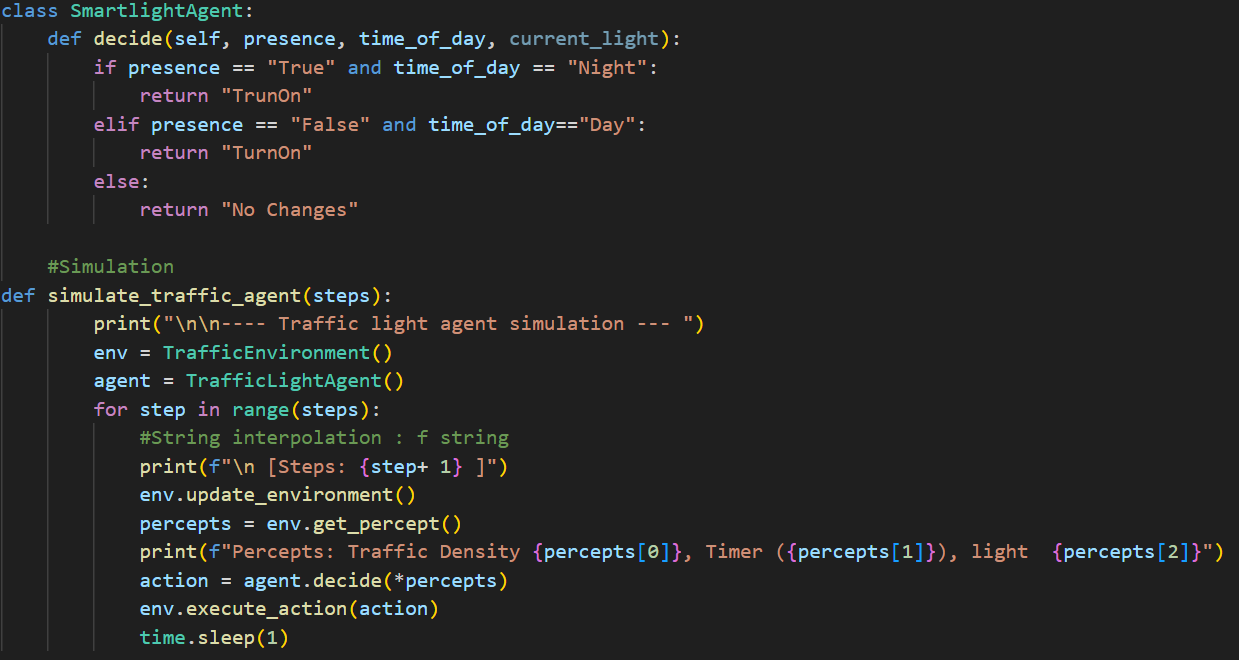 class SmartlightAgent:
    def decide(self, presence, time_of_day, current_light):
        if presence == "True" and time_of_day == "Night":
            return "TrunOn"
        elif presence == "False" and time_of_day=="Day":
            return "TurnOn"
        else:
            return "No Changes"

    #Simulation
def simulate_traffic_agent(steps):
        print("\n\n---- Traffic light agent simulation --- ")
        env = TrafficEnvironment()
        agent = TrafficLightAgent()
        for step in range(steps):
            #String interpolation : f string
            print(f"\n [Steps: {step+ 1} ]")
            env.update_environment()
            percepts = env.get_percept()
            print(f"Percepts: Traffic Density {percepts[0]}, Timer ({percepts[1]}), light  {percepts[2]}")
            action = agent.decide(*percepts)
            env.execute_action(action)
            time.sleep(1)